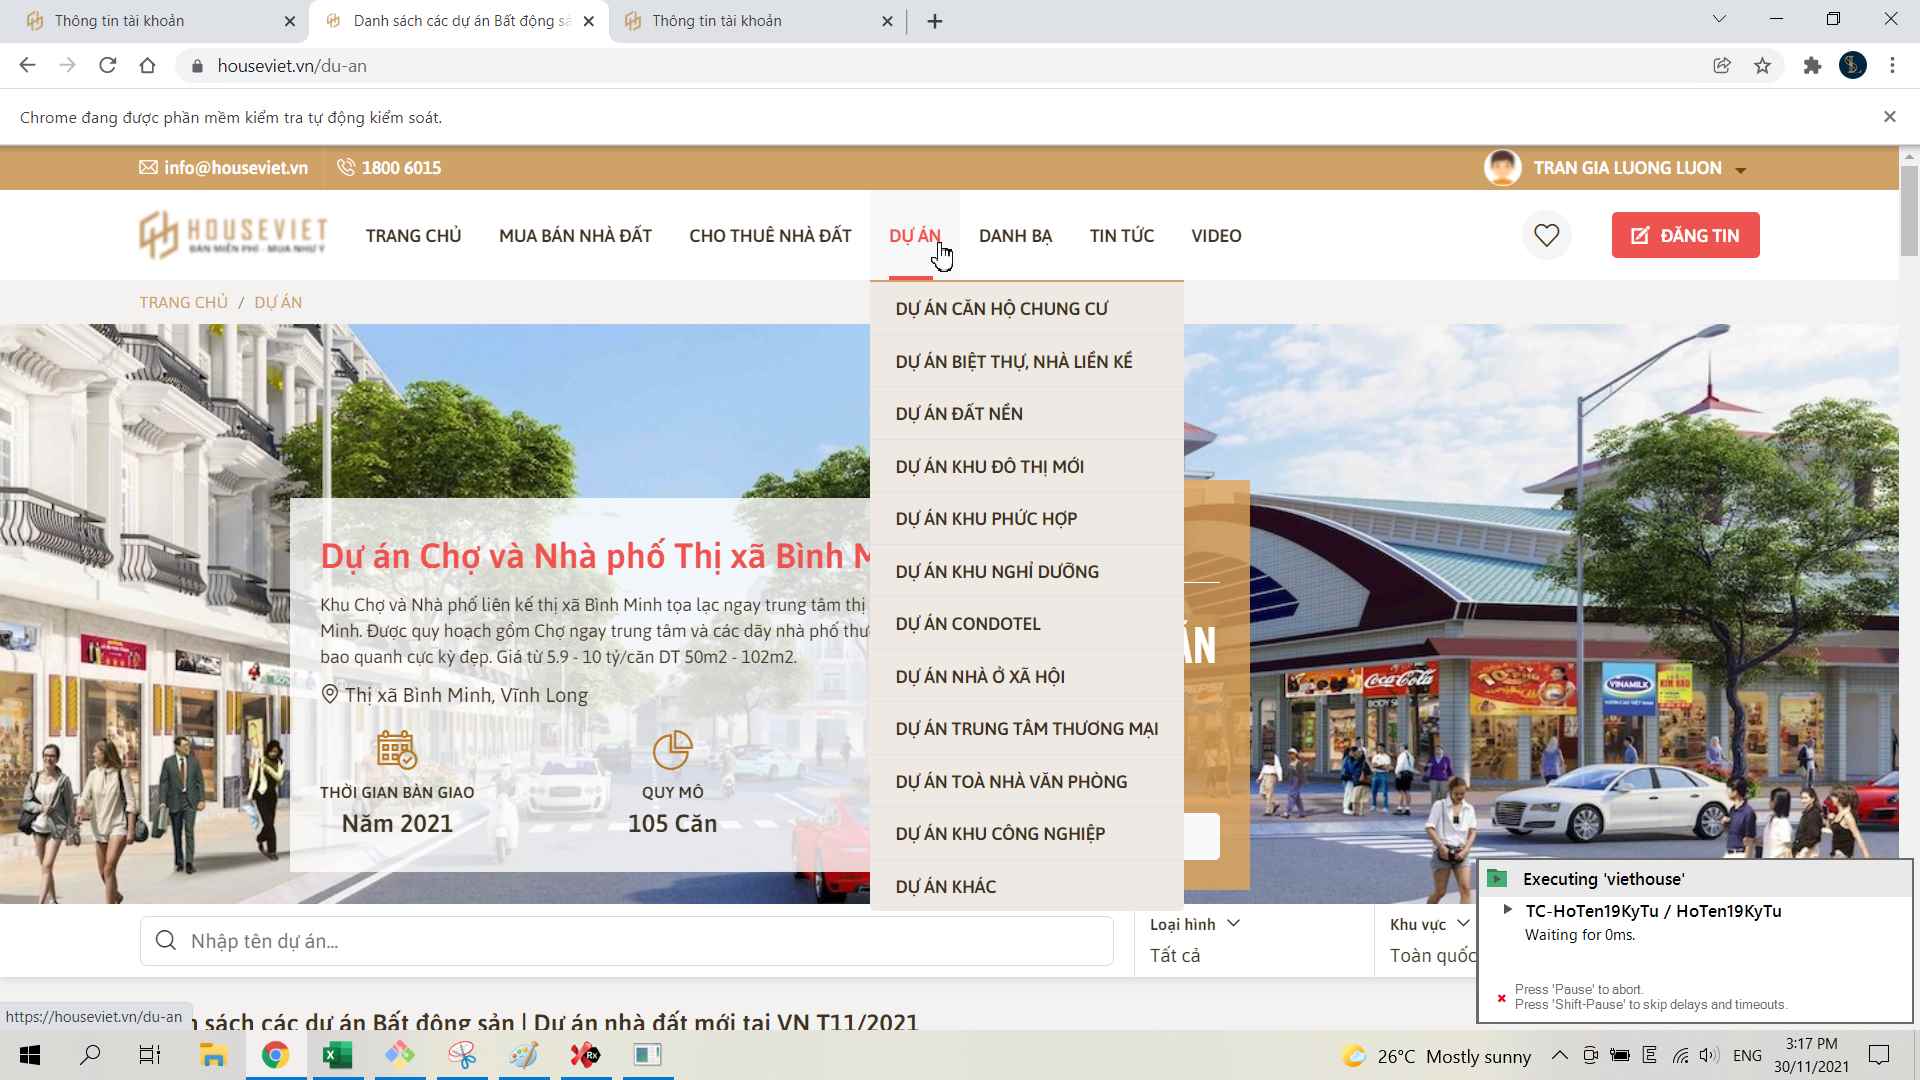 Thông tin tài khoản
Danh sách các dự án Bất động sả
Thông tin tài khoản
houseviet.vn/du-an
Chrome đang được phần mềm kiểm tra tự động kiểm soát.
info@houseviet.vn
1800 6015
TRAN GIA LUONG LUON
HOUSEVIET
BÁN MIỄN PHÍ - MUA NHƯ Ý
TRANG CHỦ
MUA BÁN NHÀ ĐẤT
CHO THUÊ NHÀ ĐẤT
DỰ ÁN
DANH BẠ
TIN TỨC
VIDEO
ĐĂNG TIN
TRANG CHỦ / DỰ ÁN
DỰ ÁN CĂN HỘ CHUNG CƯ
DỰ ÁN BIỆT THỰ, NHÀ LIỀN KỀ
DỰ ÁN ĐẤT NỀN
DỰ ÁN KHU ĐÔ THỊ MỚI
DỰ ÁN KHU PHỨC HỢP
DỰ ÁN KHU NGHỈ DƯỠNG
DỰ ÁN CONDOTEL
DỰ ÁN NHÀ Ở XÃ HỘI
DỰ ÁN TRUNG TÂM THƯƠNG MẠI
DỰ ÁN TOÀ NHÀ VĂN PHÒNG
DỰ ÁN KHU CÔNG NGHIỆP
DỰ ÁN KHÁC
Dự án Chợ và Nhà phố Thị xã Bình M
Khu Chợ và Nhà phố liên kế thị xã Bình Minh tọa lạc ngay trung tâm thị
Minh. Được quy hoạch gồm Chợ ngay trung tâm và các dãy nhà phố thư
bao quanh cực kỳ đẹp. Giá từ 5.9 - 10 tỷ/căn DT 50m2 - 102m2.
Thị xã Bình Minh, Vĩnh Long
THỜI GIAN BÀN GIAO
Năm 2021
QUY MÔ
105 Căn
ÁN
Coca-Cola
BODY
VINAMILK
Nhập tên dự án...
Loại hình
Tất cả
Khu vực
Toàn quốc
Executing 'viethouse'
TC-HoTen19KyTu / HoTen19KyTu
Waiting for 0ms.
Press 'Pause' to abort.
Press 'Shift-Pause' to skip delays and timeouts.
https://houseviet.vn/du-an
sách các dự án Bất động sản | Dự án nhà đất mới tại VN T11/2021
26°C Mostly sunny
ENG
3:17 PM
30/11/2021